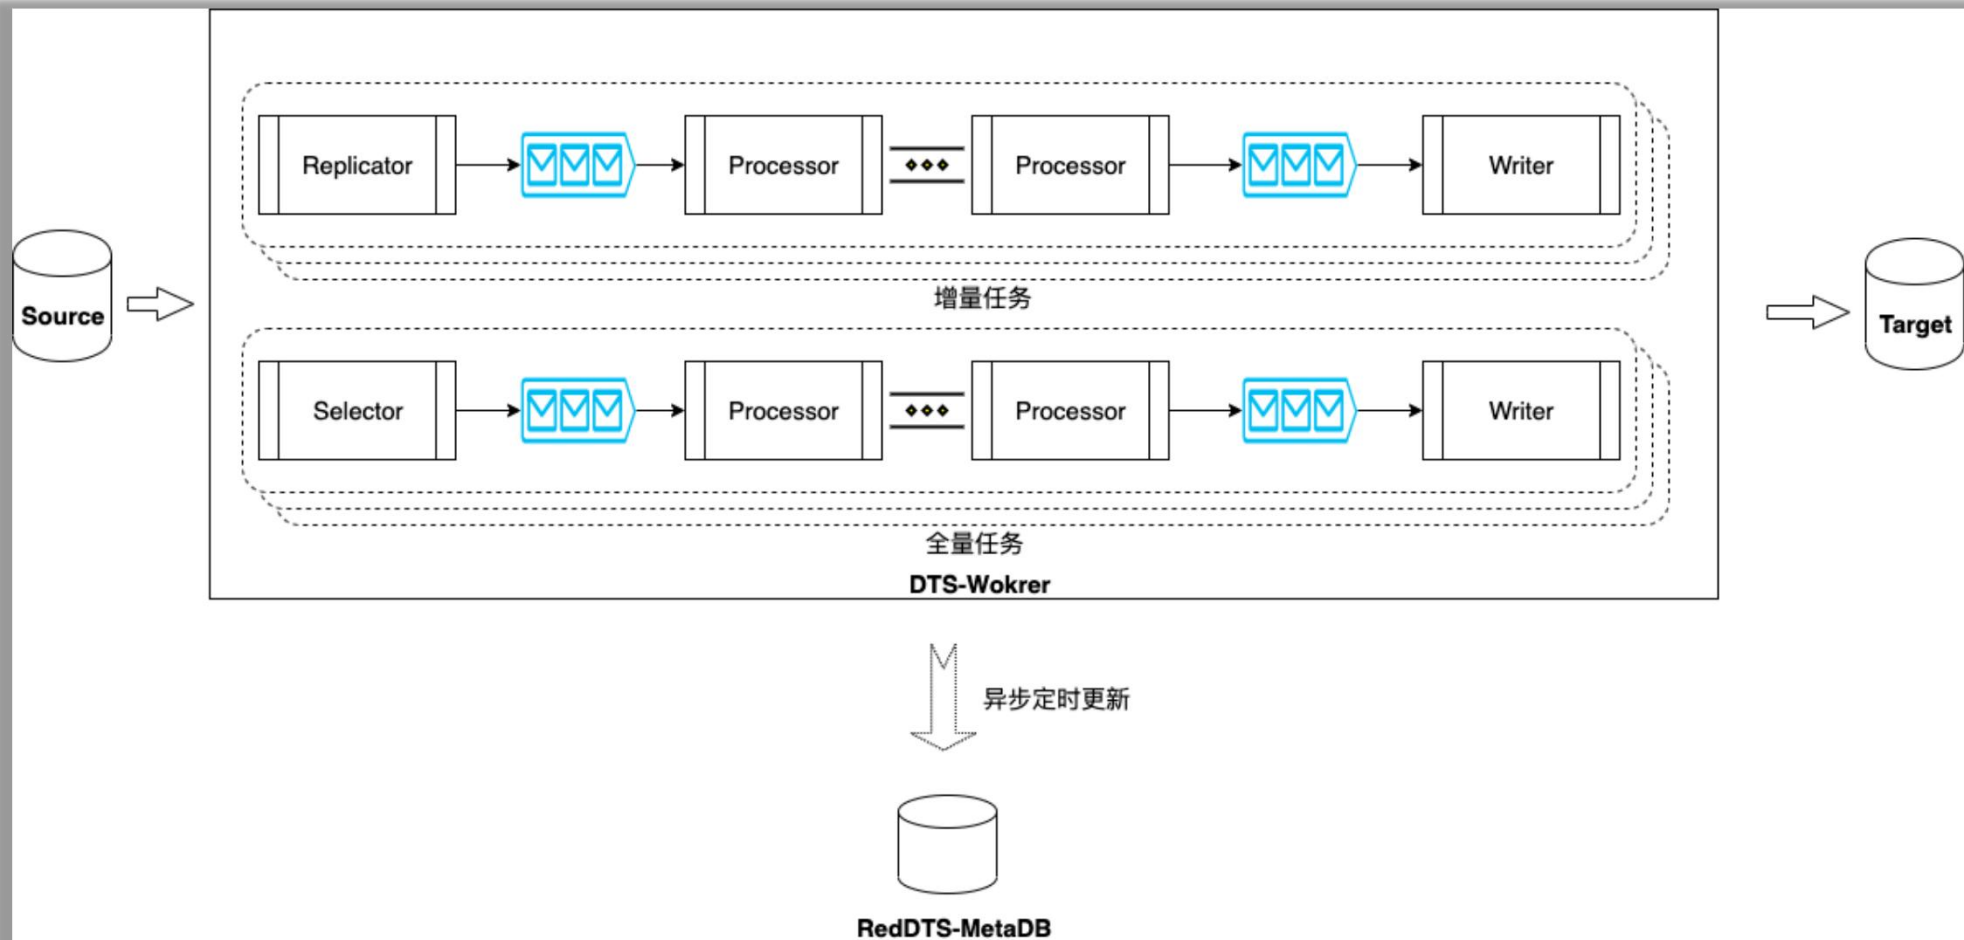 Replicator
Processor
Processor
Writer
增量任务
Source
Target
Selector
Processor
Processor
Writer
全量任务
DTS-Wokrer
异步定时更新
RedDTS-MetaDB